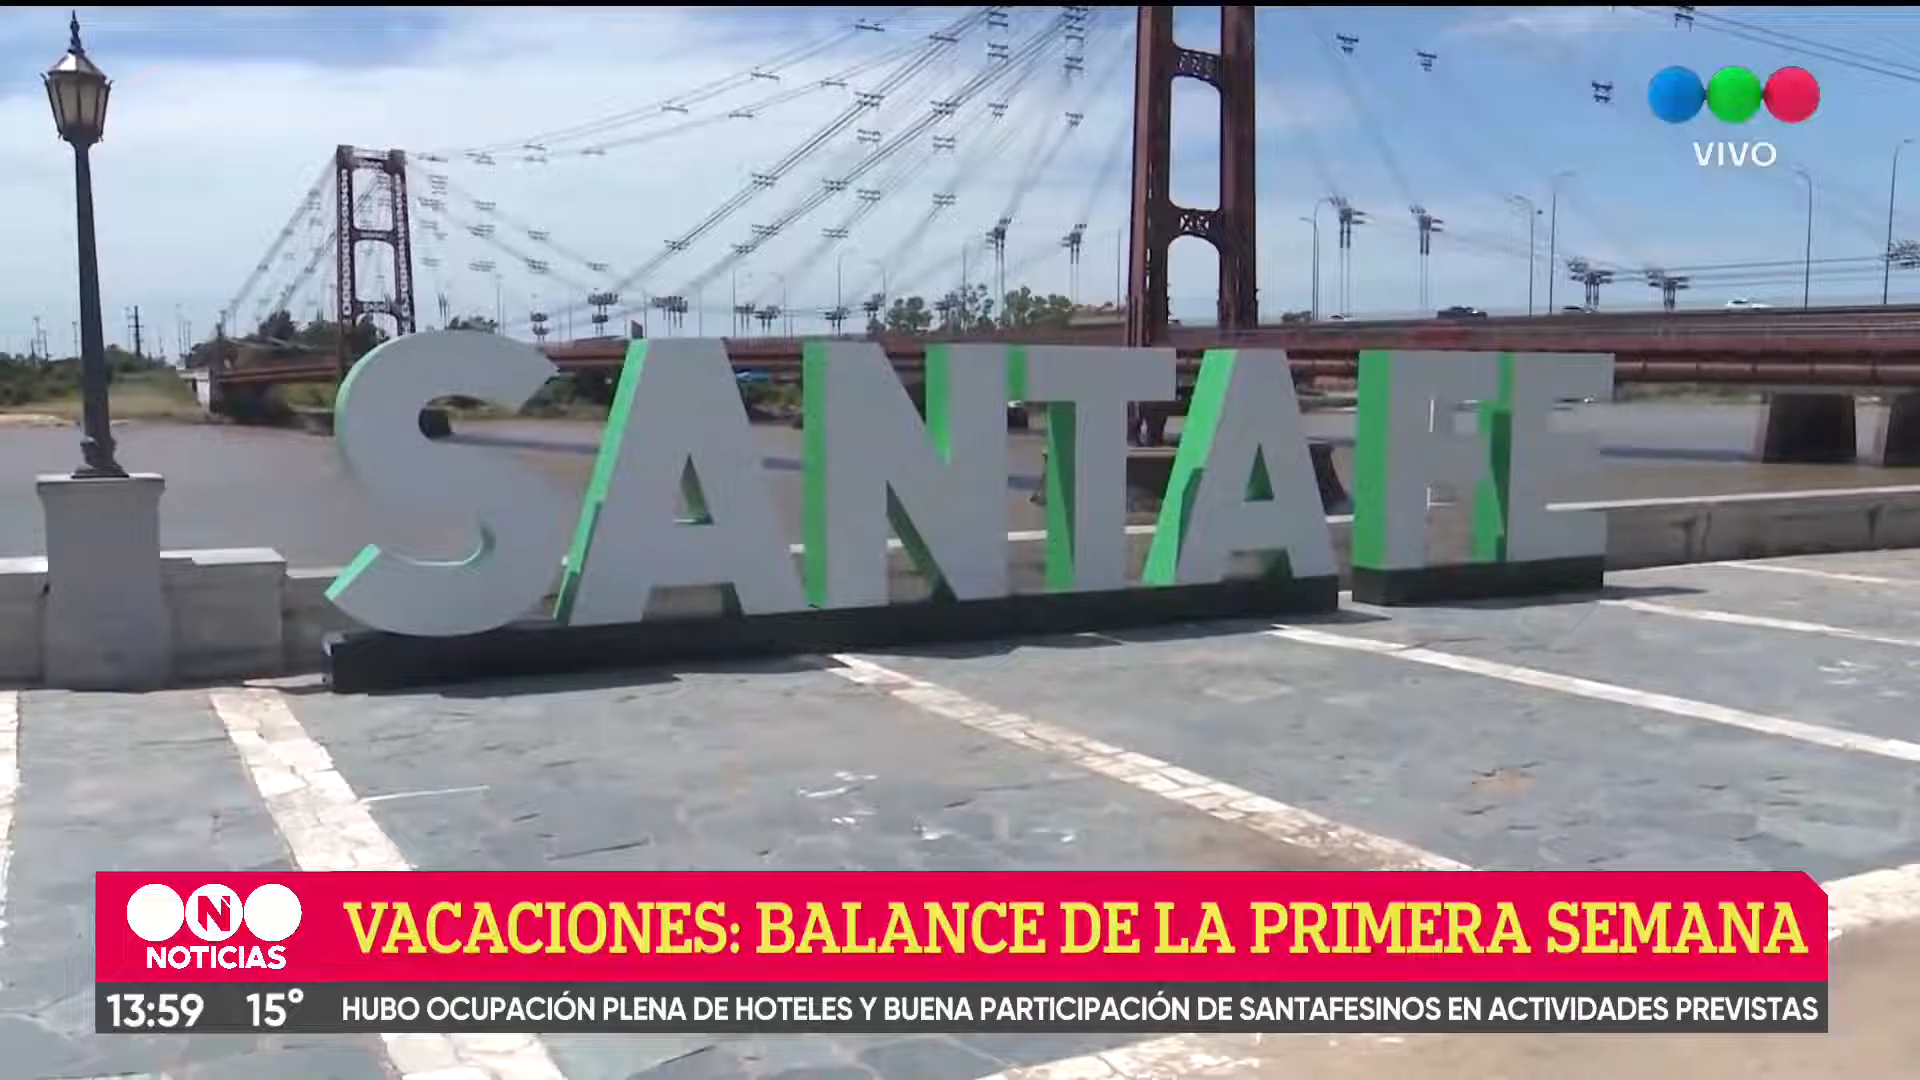 VIVO
SANTA FE
N
NOTICIAS
VACACIONES: BALANCE DE LA PRIMERA SEMANA
13:59 15° HUBO OCUPACIÓN PLENA DE HOTELES Y BUENA PARTICIPACIÓN DE SANTAFESINOS EN ACTIVIDADES PREVISTAS